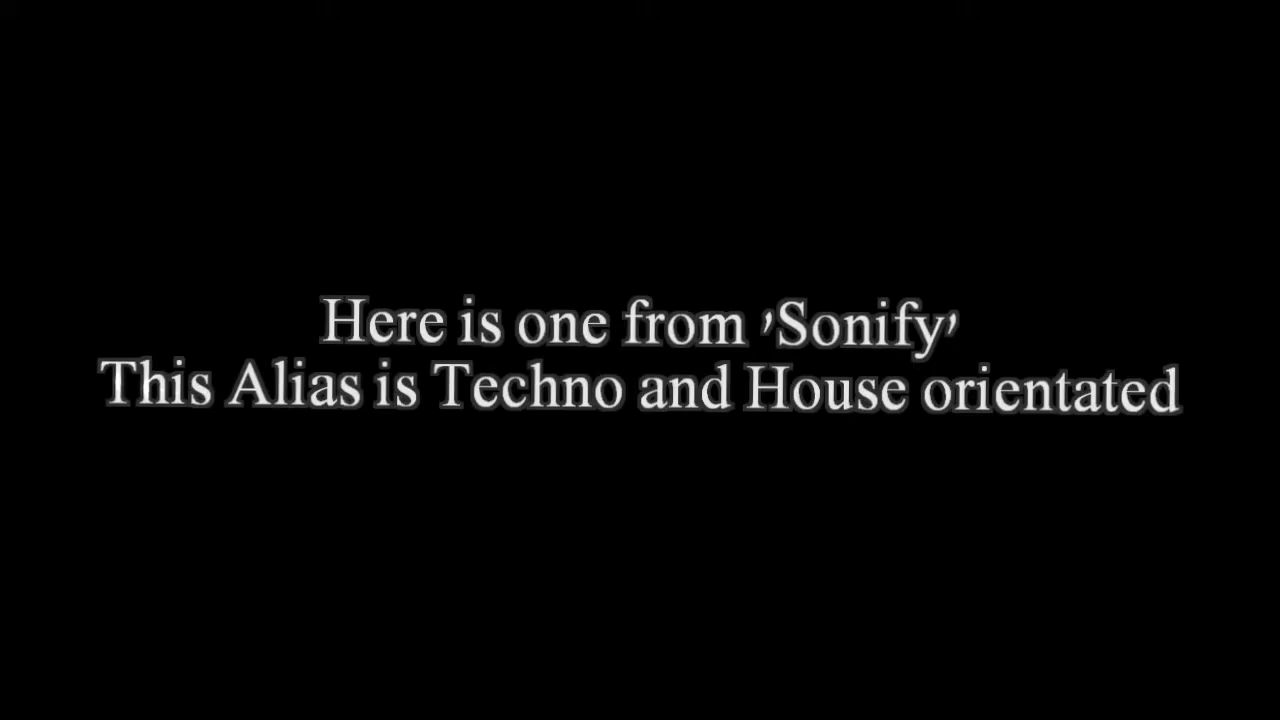 Here is one from 'Sonify'
This Alias is Techno and House orientated